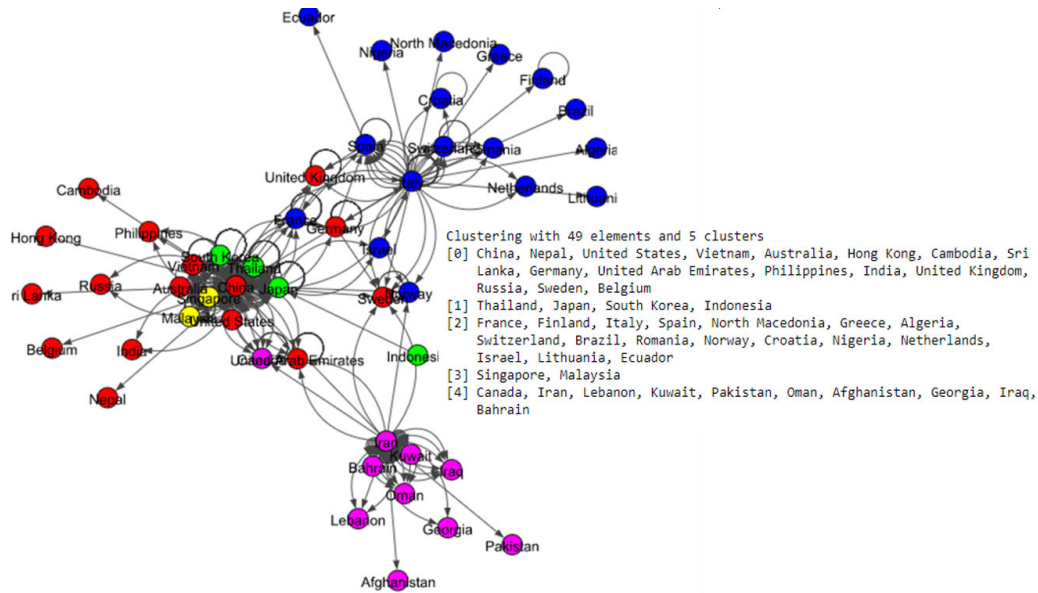 Ecuador
North Macedonia
Nigeria
Greece
Finland
Croatia
Brazil
Spain
Switzerland
Romania
Algeria
United Kingdom
Italy
Netherlands
Lithuani
Cambodia
France
Germany
Hong Kong
Philippines
Israel
South Korea
Vietnam
Thailand
Russia
Australia
China
Japan
ri Lanka
Singapore
Sweden
Norway
Malaysia
United States
Belgium
India
Canada
United Arab Emirates
Indonesi
Nepal
Iran
Kuwait
Bahrain
Iraq
Oman
Lebanon
Georgia
Pakistan
Afghanistan
Clustering with 49 elements and 5 clusters
[0] China, Nepal, United States, Vietnam, Australia, Hong Kong, Cambodia, Sri
Lanka, Germany, United Arab Emirates, Philippines, India, United Kingdom,
Russia, Sweden, Belgium
[1] Thailand, Japan, South Korea, Indonesia
[2] France, Finland, Italy, Spain, North Macedonia, Greece, Algeria,
Switzerland, Brazil, Romania, Norway, Croatia, Nigeria, Netherlands,
Israel, Lithuania, Ecuador
[3] Singapore, Malaysia
[4] Canada, Iran, Lebanon, Kuwait, Pakistan, Oman, Afghanistan, Georgia, Iraq,
Bahrain